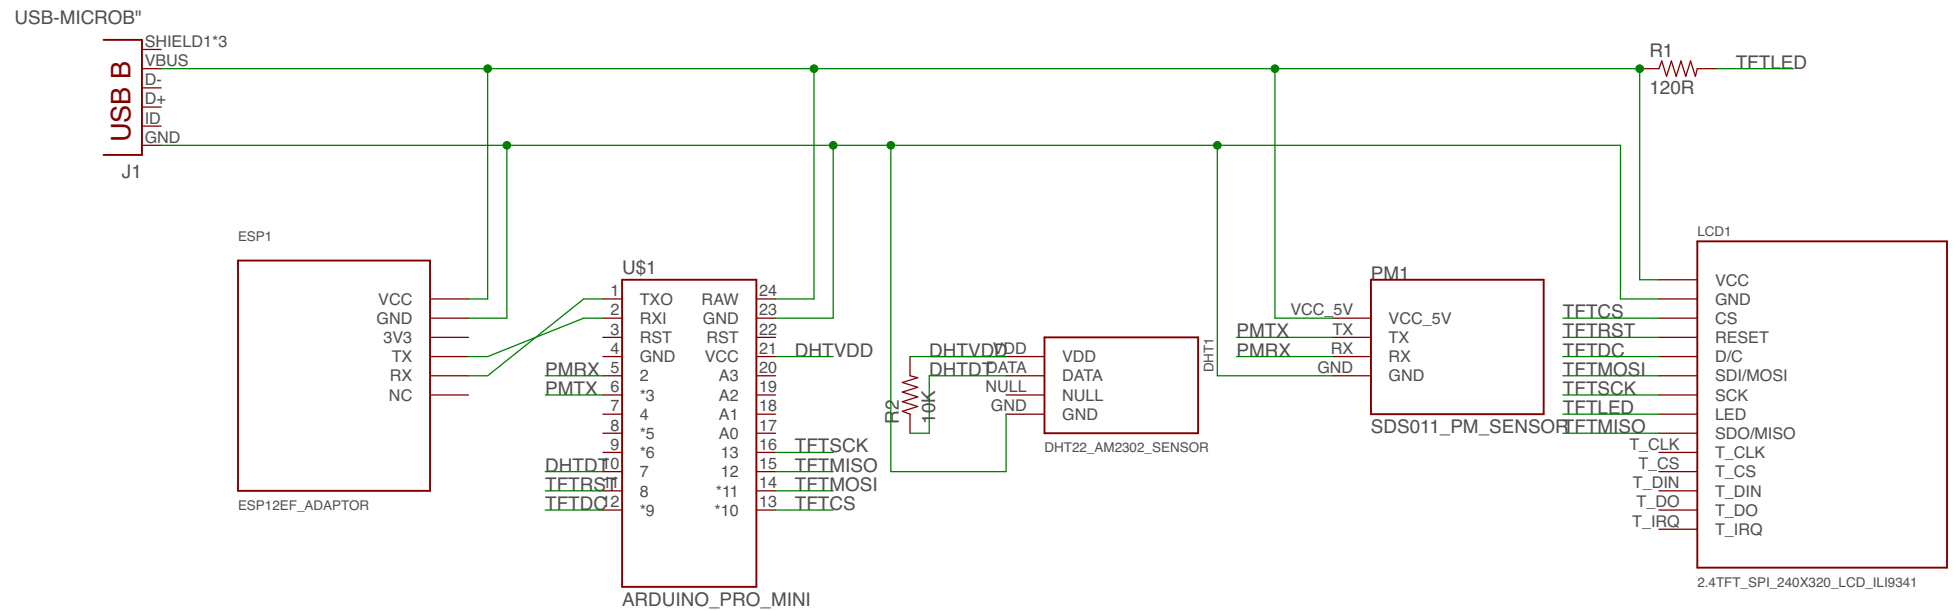 USB-MICROB"
USB B
SHIELD1*3
VBUS
D-
D+
ID
GND
J1
R1
120R
TFTLED
ESP1
VCC
GND
3V3
TX
RX
NC
ESP12EF_ADAPTOR
U$1
1 TXO RAW 24
2 RXI GND 23
3 RST RST 22
4 GND VCC 21 DHTVDD
PMRX 5 2 A3 20
PMTX 6 *3 A2 19
7 4 A1 18
8 *5 A0 17
9 *6 13 16 TFTSCK
DHTDT 10 7 12 15 TFTMISO
TFTRST 11 8 *11 14 TFTMOSI
TFTDC 12 *9 *10 13 TFTCS
ARDUINO_PRO_MINI
R2
10K
DHTVDD VDD VDD
DHTDT DATA DATA
NULL NULL
GND GND
DHT1
DHT22_AM2302_SENSOR
PM1
VCC_5V VCC_5V
PMTX TX TX
PMRX RX RX
GND GND
SDS011_PM_SENSOR
LCD1
VCC
GND
TFTCS CS
TFTRST RESET
TFTDC D/C
TFTMOSI SDI/MOSI
TFTSCK SCK
TFTLED LED
TFTMISO SDO/MISO
T_CLK T_CLK
T_CS T_CS
T_DIN T_DIN
T_DO T_DO
T_IRQ T_IRQ
2.4TFT_SPI_240X320_LCD_ILI9341